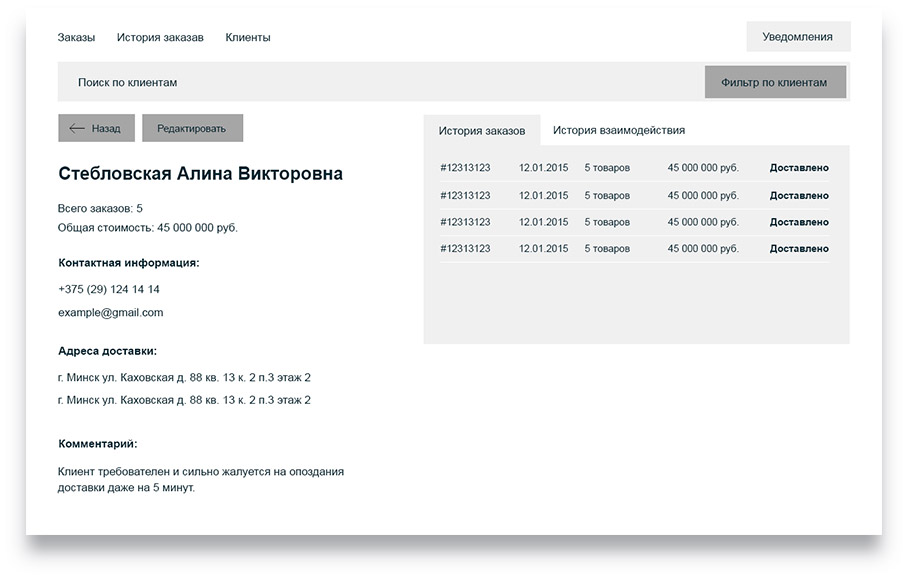 Заказы История заказав Клиенты Уведомления
Поиск по клиентам Фильтр по клиентам
Назад Редактировать
Стебловская Алина Викторовна
Всего заказов: 5
Общая стоимость: 45 000 000 руб.
Контактная информация:
+375 (29) 124 14 14
example@gmail.com
Адреса доставки:
г. Минск ул. Каховская д. 88 кв. 13 к. 2 п.3 этаж 2
г. Минск ул. Каховская д. 88 кв. 13 к. 2 п.3 этаж 2
Комментарий:
Клиент требователен и сильно жалуется на опоздания
доставки даже на 5 минут.
История заказов История взаимодействия
#12313123 12.01.2015 5 товаров 45 000 000 руб. Доставлено
#12313123 12.01.2015 5 товаров 45 000 000 руб. Доставлено
#12313123 12.01.2015 5 товаров 45 000 000 руб. Доставлено
#12313123 12.01.2015 5 товаров 45 000 000 руб. Доставлено